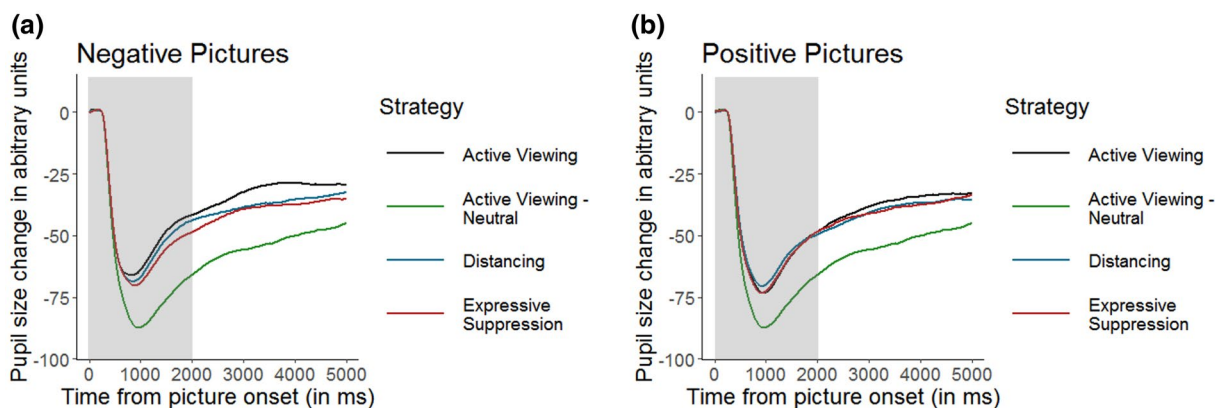 (a)
Negative Pictures
Pupil size change in abitrary units
0
-25
-50
-75
-100
0 1000 2000 3000 4000 5000
Time from picture onset (in ms)
Strategy
Active Viewing
Active Viewing -
Neutral
Distancing
Expressive
Suppression
(b)
Positive Pictures
Pupil size change in abitrary units
0
-25
-50
-75
-100
0 1000 2000 3000 4000 5000
Time from picture onset (in ms)
Strategy
Active Viewing
Active Viewing -
Neutral
Distancing
Expressive
Suppression